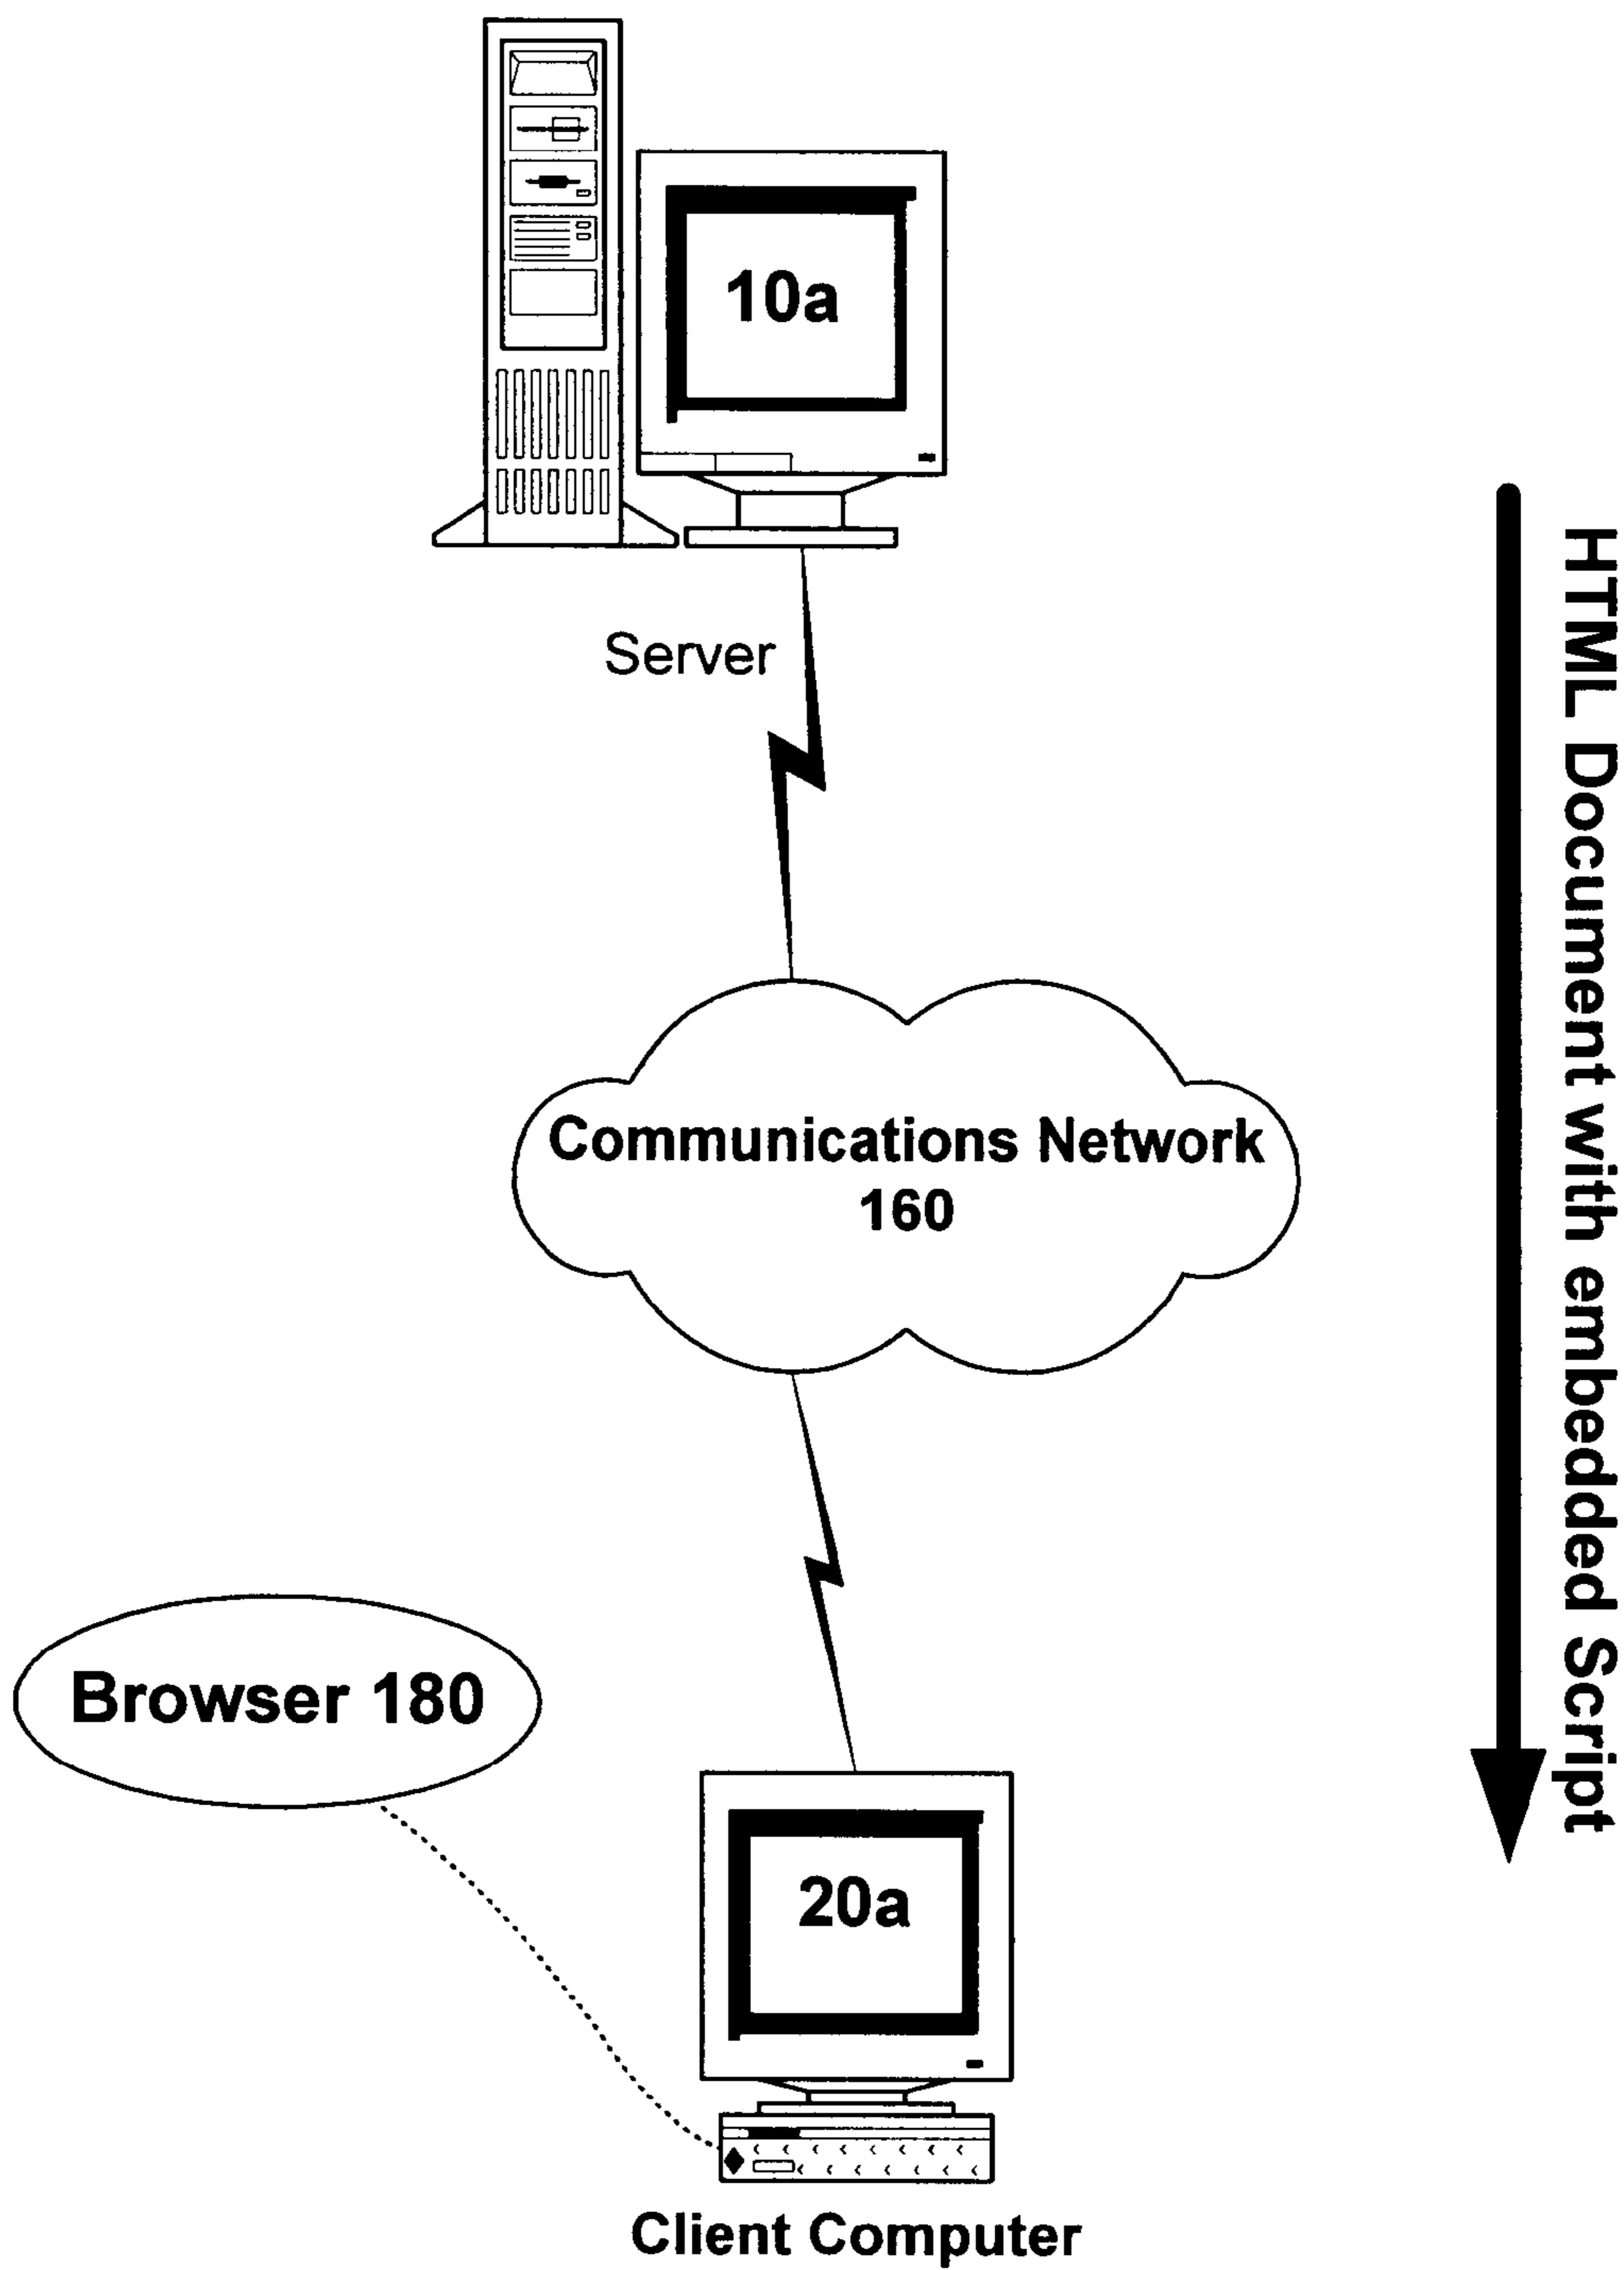 10a
Server
HTML Document with embedded Script
Communications Network
160
Browser 180
20a
Client Computer